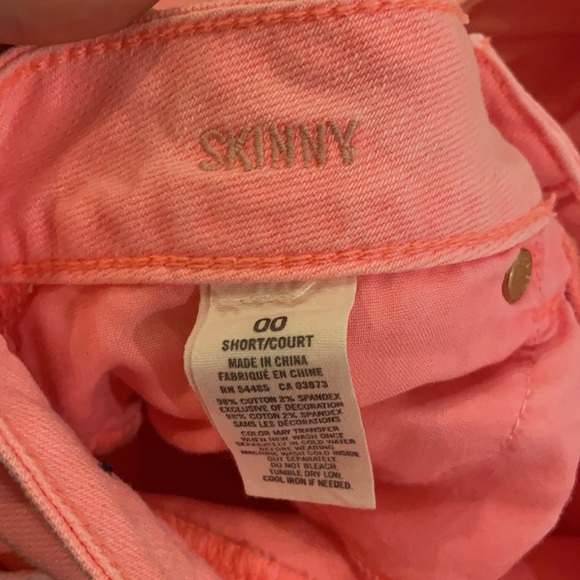 SKINNY
00
SHORT/COURT
MADE IN CHINA
FABRIQUÉ EN CHINE
RN 54485 CA 03873
98% COTTON 2% SPANDEX
EXCLUSIVE OF DECORATION
98% COTON 2% SPANDEX
SANS LES DÉCORATIONS
COLOR MAY TRANSFER
WHEN NEW WASH ONCE
SEPARATELY IN COLD WATER
BEFORE WEARING
MACHINE WASH COLD INSIDE
OUT SEPARATELY.
DO NOT BLEACH.
TUMBLE DRY LOW.
COOL IRON IF NEEDED.